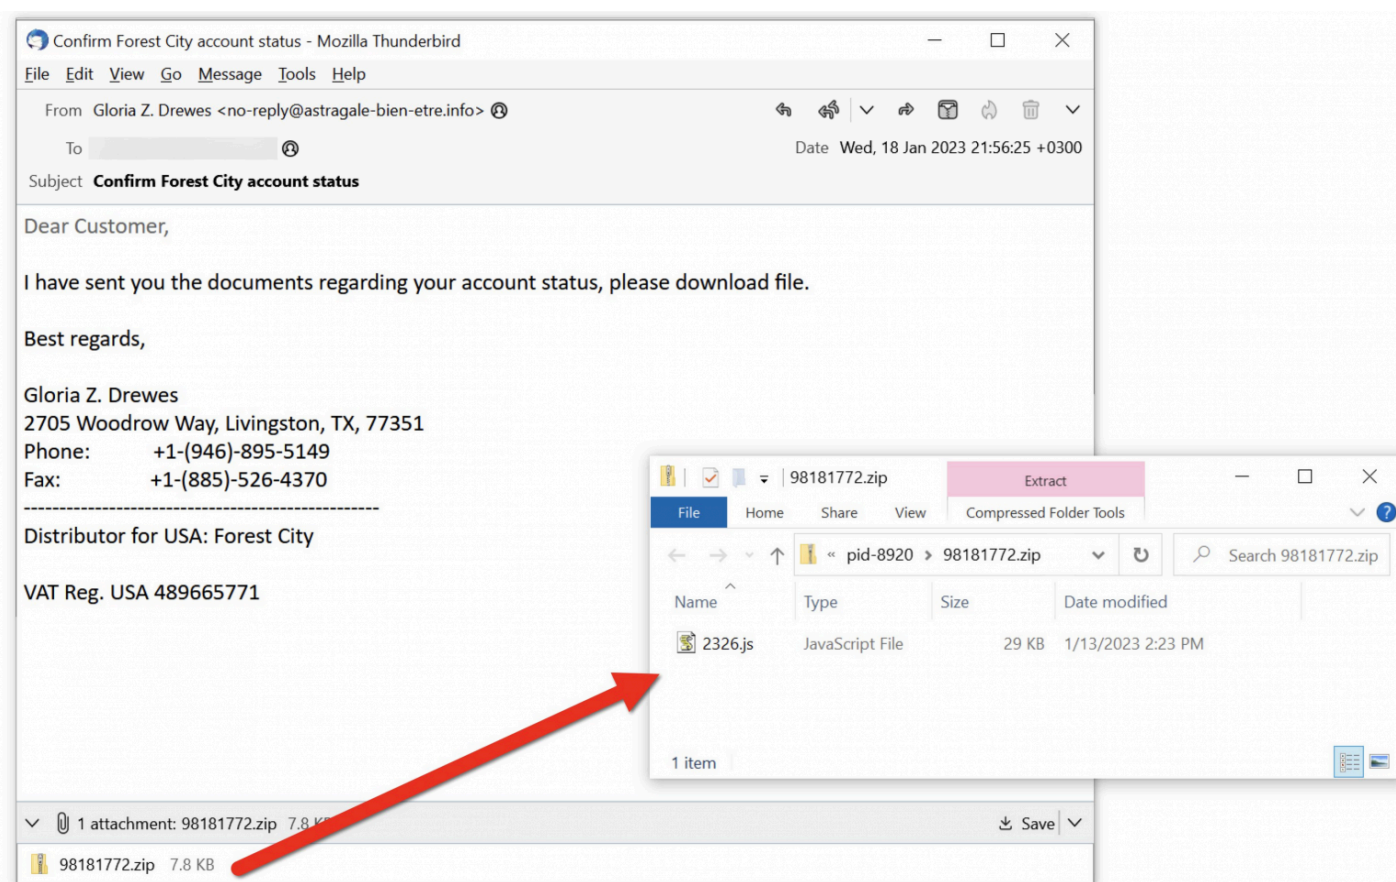 Confirm Forest City account status - Mozilla Thunderbird
File Edit View Go Message Tools Help
From Gloria Z. Drewes <no-reply@astragale-bien-etre.info>
To
Date Wed, 18 Jan 2023 21:56:25 +0300
Subject Confirm Forest City account status
Dear Customer,
I have sent you the documents regarding your account status, please download file.
Best regards,
Gloria Z. Drewes
2705 Woodrow Way, Livingston, TX, 77351
Phone: +1-(946)-895-5149
Fax: +1-(885)-526-4370
--------------------------------------------------
Distributor for USA: Forest City
VAT Reg. USA 489665771
98181772.zip Extract
File Home Share View Compressed Folder Tools ?
« pid-8920 > 98181772.zip Search 98181772.zip
Name Type Size Date modified
2326.js JavaScript File 29 KB 1/13/2023 2:23 PM
1 item
1 attachment: 98181772.zip 7.8 KB Save
98181772.zip 7.8 KB